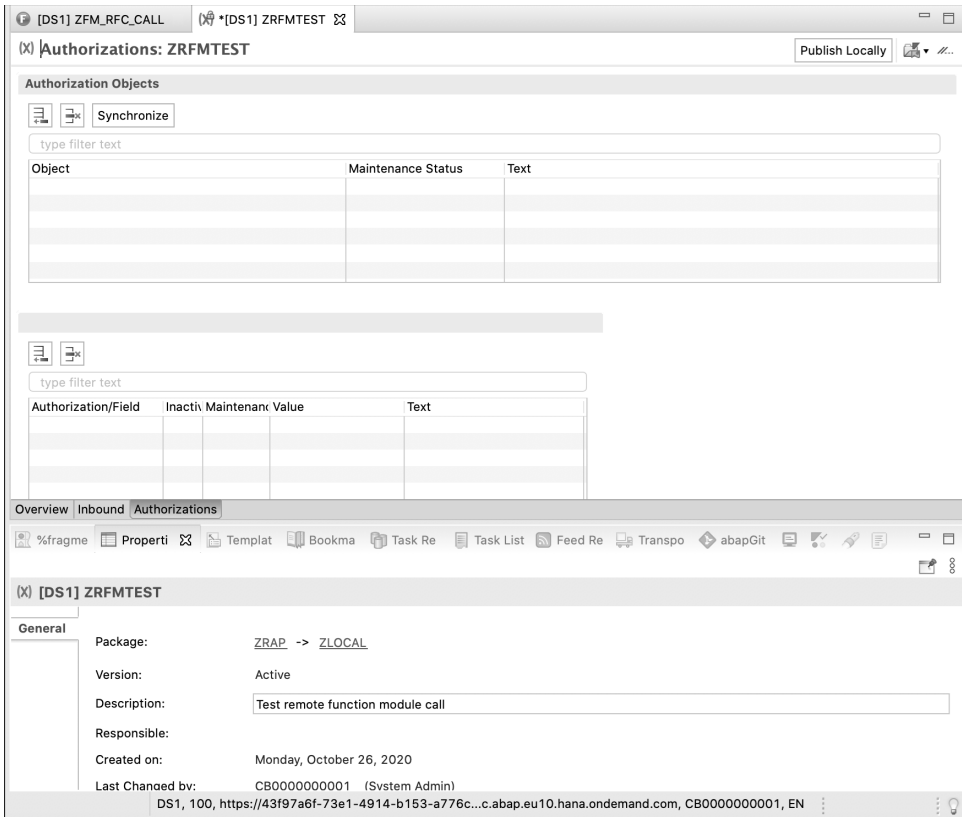 [DS1] ZFM_RFC_CALL
*[DS1] ZRFMTEST
Authorizations: ZRFMTEST
Publish Locally
Authorization Objects
Synchronize
type filter text
Object Maintenance Status Text
type filter text
Authorization/Field Inactiv Maintenanc Value Text
Overview Inbound Authorizations
%fragme Properti Templat Bookma Task Re Task List Feed Re Transpo abapGit
[DS1] ZRFMTEST
General
Package: ZRAP -> ZLOCAL
Version: Active
Description: Test remote function module call
Responsible:
Created on: Monday, October 26, 2020
Last Changed by: CB0000000001 (System Admin)
DS1, 100, https://43f97a6f-73e1-4914-b153-a776c...c.abap.eu10.hana.ondemand.com, CB0000000001, EN